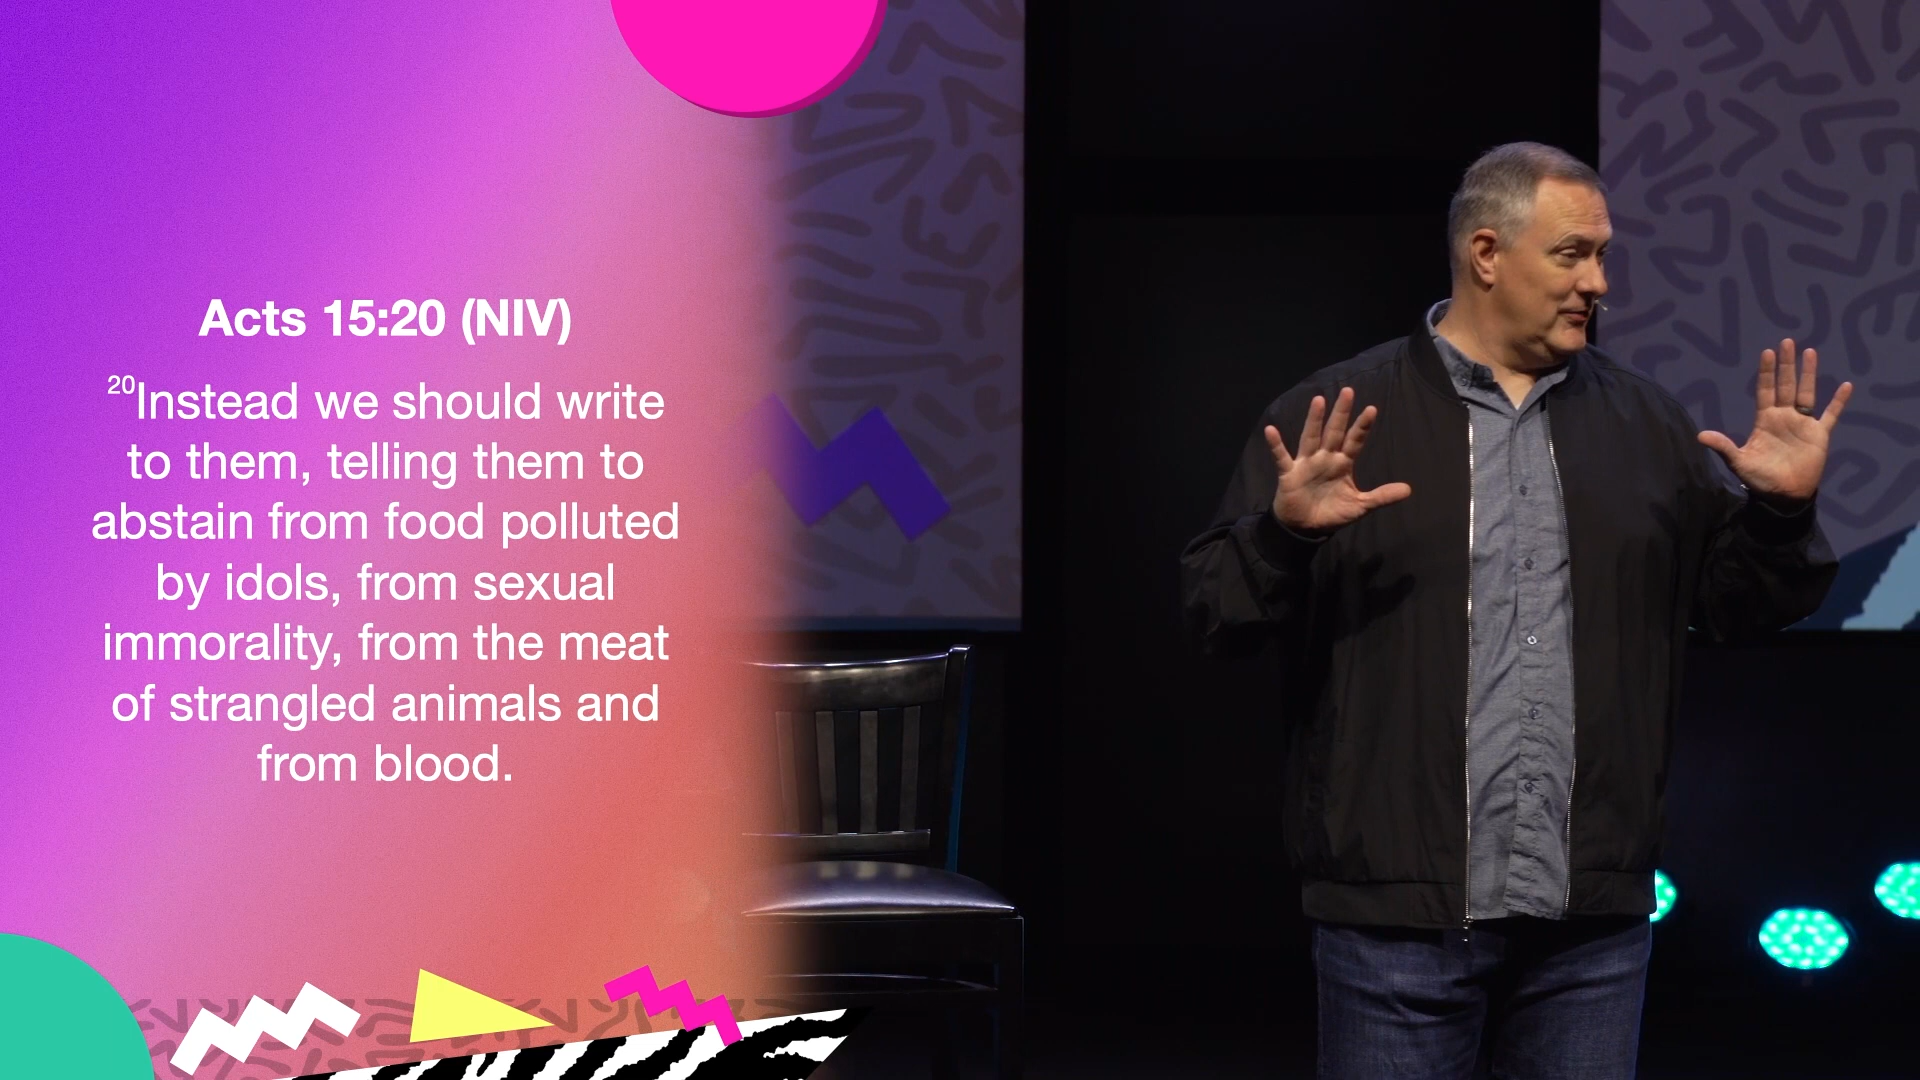 Acts 15:20 (NIV)
20Instead we should write
to them, telling them to
abstain from food polluted
by idols, from sexual
immorality, from the meat
of strangled animals and
from blood.